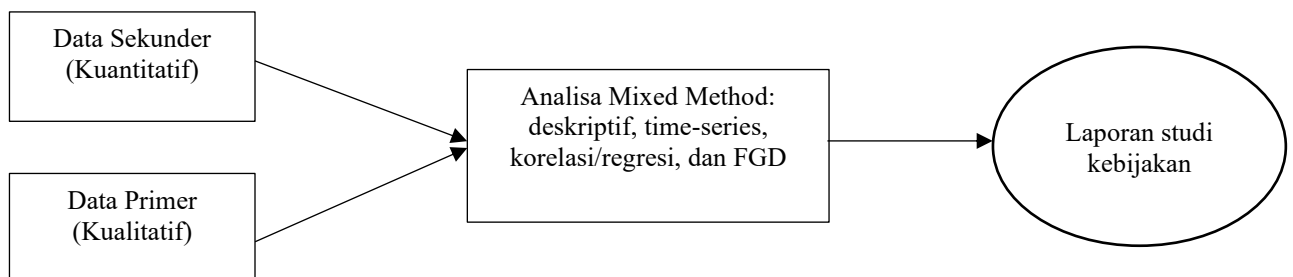 Data Sekunder
(Kuantitatif)
Analisa Mixed Method:
deskriptif, time-series,
korelasi/regresi, dan FGD
Laporan studi
kebijakan
Data Primer
(Kualitatif)